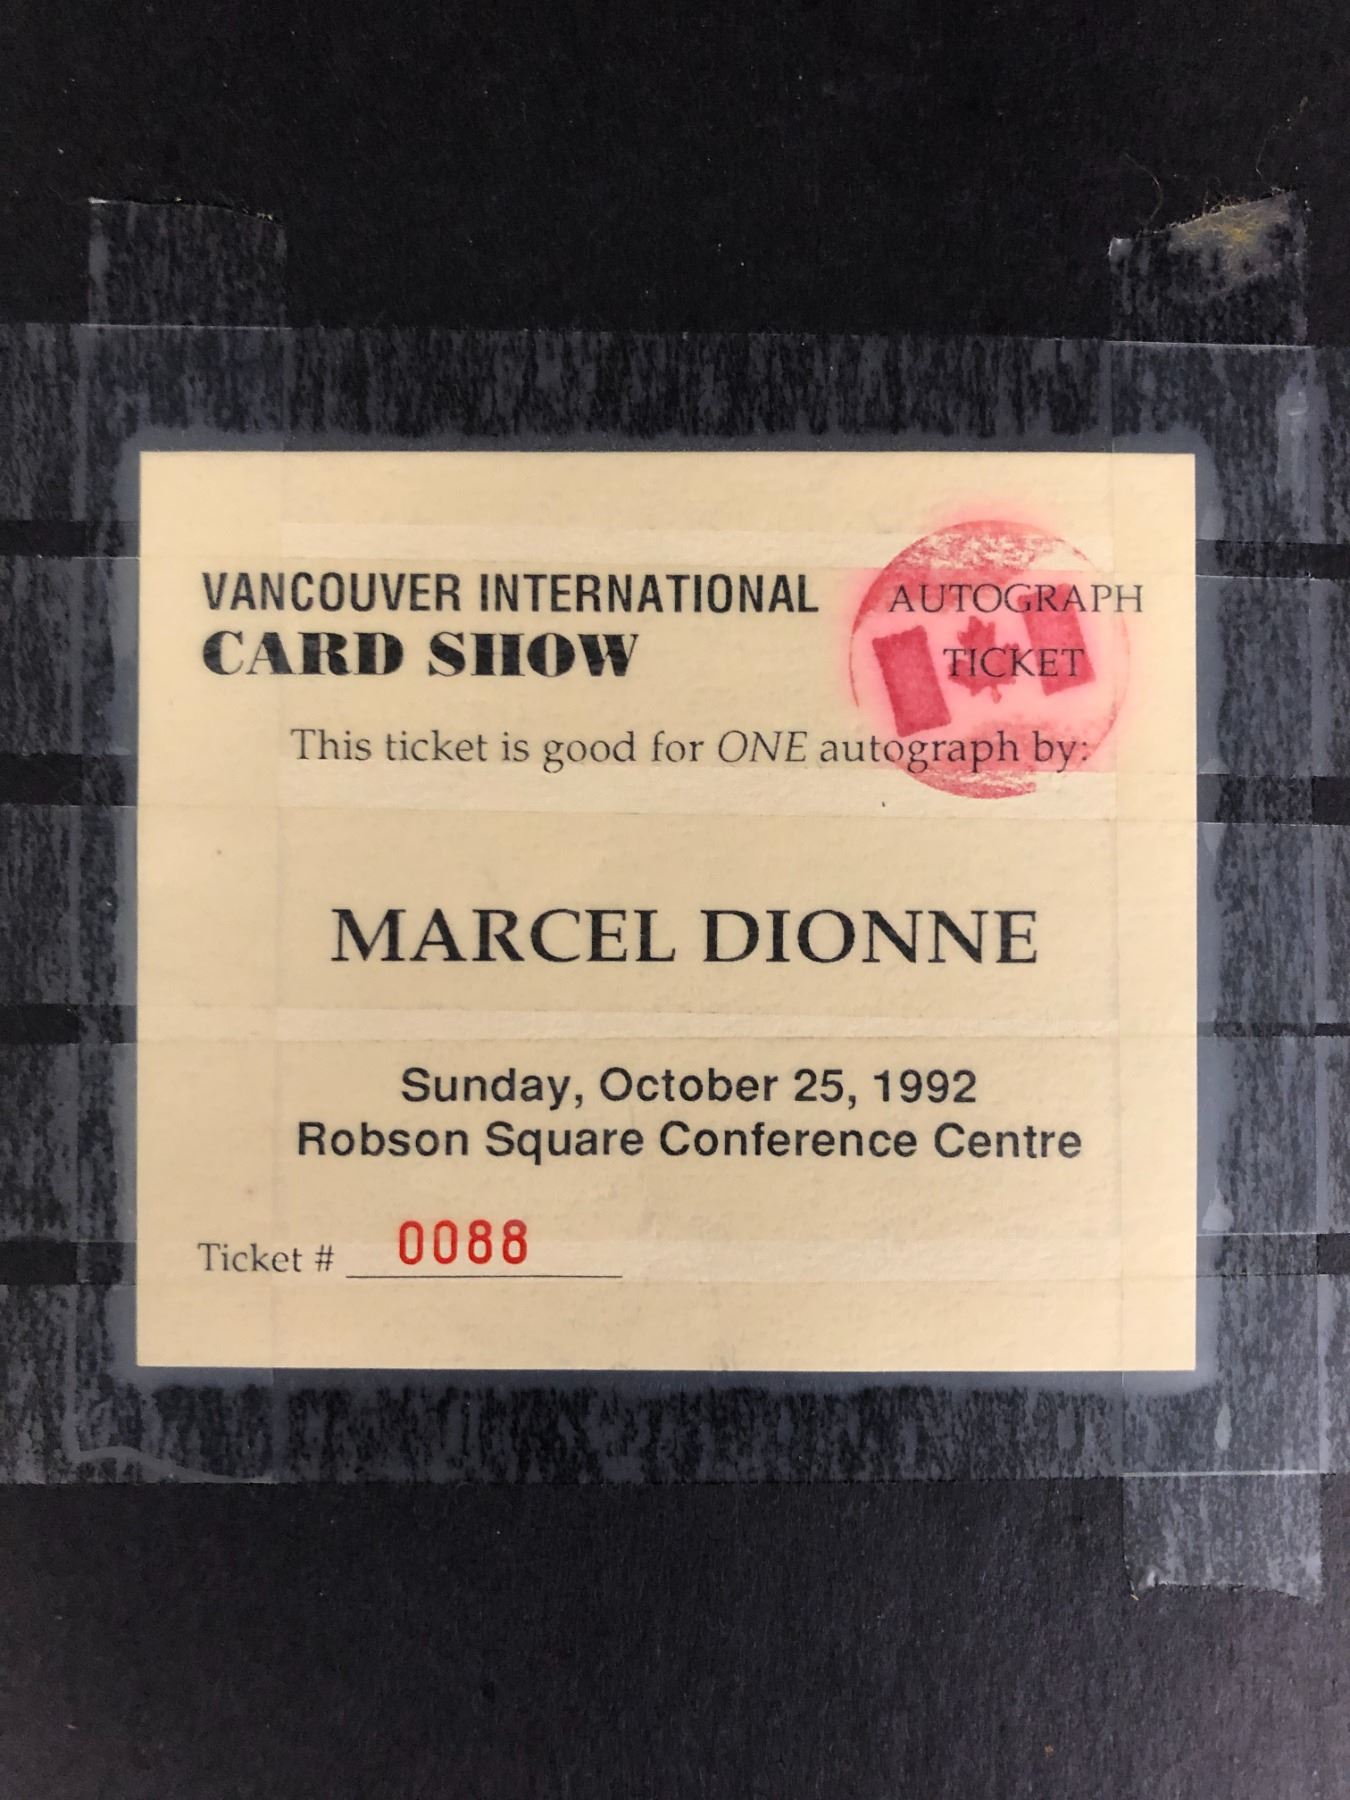 VANCOUVER INTERNATIONAL
CARD SHOW
AUTOGRAPH
TICKET
This ticket is good for ONE autograph by:
MARCEL DIONNE
Sunday, October 25, 1992
Robson Square Conference Centre
Ticket # 0088